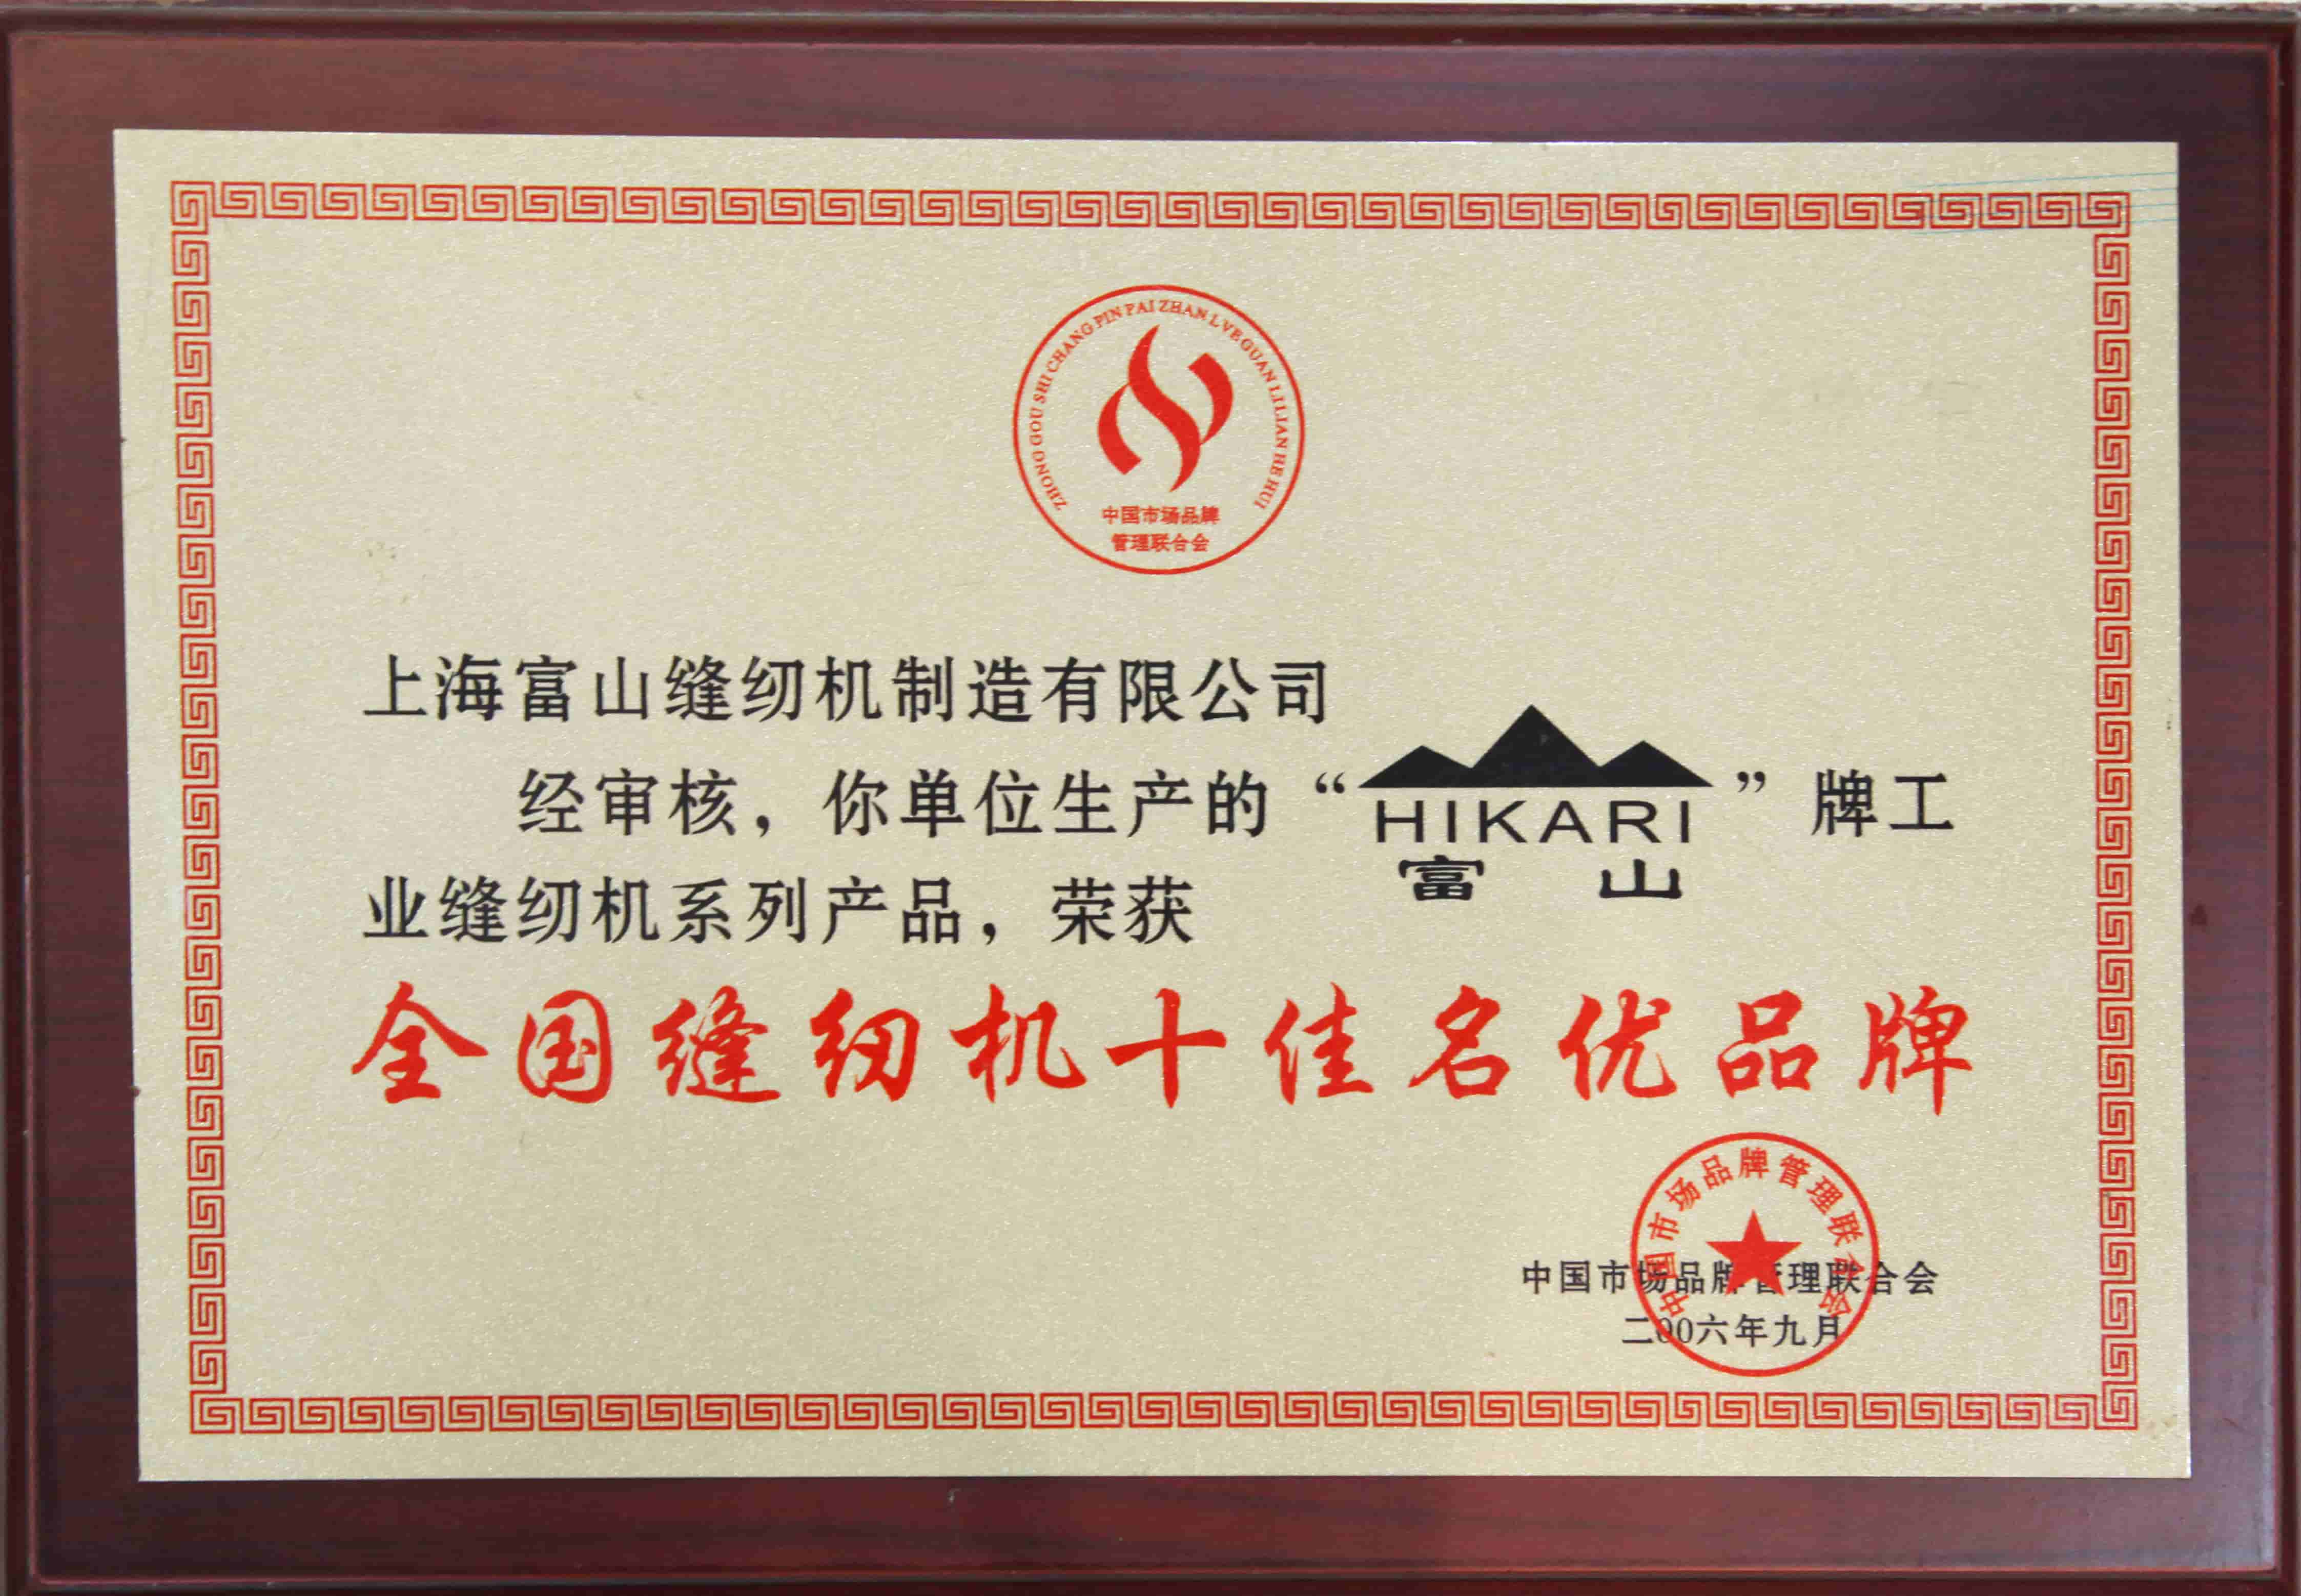 ZHONG GOU SHI CHANG PIN PAI ZHAN LVE GUAN LI LIAN HE HUI
中国市场品牌
管理联合会
上海富山缝纫机制造有限公司
经审核，你单位生产的“HIKARI 富山”牌工
业缝纫机系列产品，荣获
全国缝纫机十佳名优品牌
中国市场品牌管理联合会
中国市场品牌管理联合会
二00六年九月